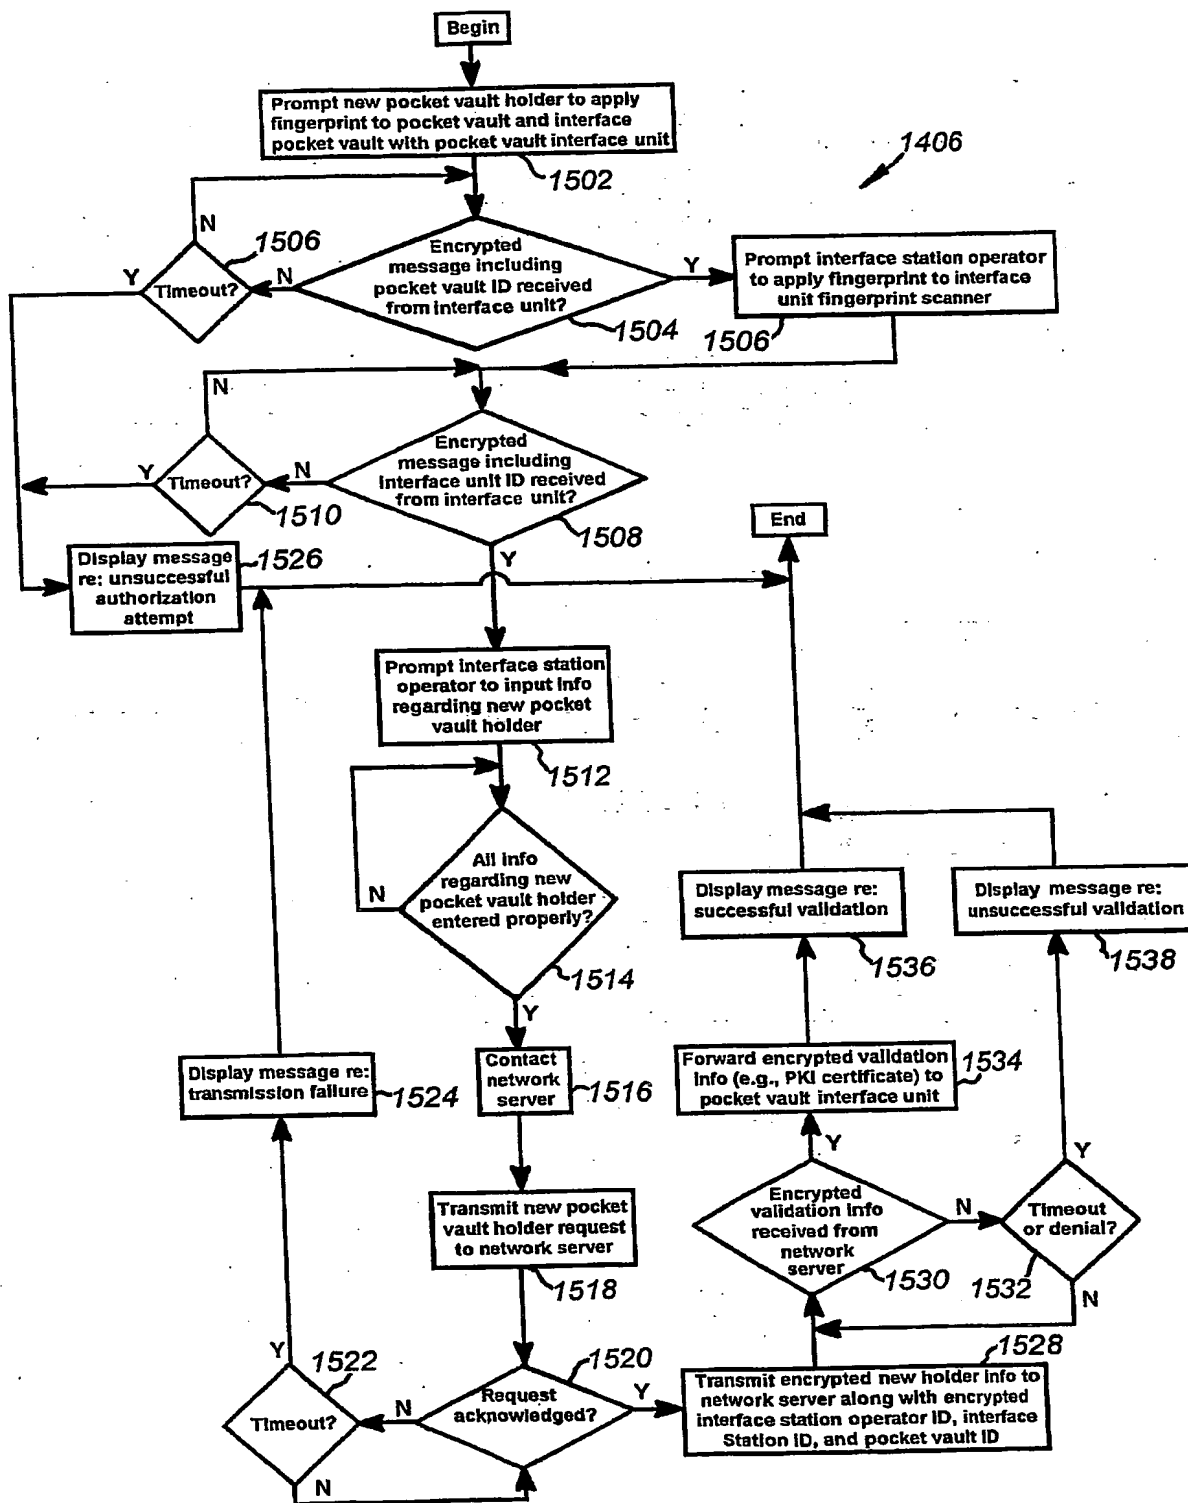 Begin
Prompt new pocket vault holder to apply
fingerprint to pocket vault and interface
pocket vault with pocket vault interface unit
1502
1406
N
1506
Y
Timeout?
N
Encrypted
message including
pocket vault ID received
from interface unit?
1504
Y
Prompt interface station operator
to apply fingerprint to interface
unit fingerprint scanner
1506
N
Y
Timeout?
1510
N
Encrypted
message including
interface unit ID received
from interface unit?
1508
Y
End
Display message
re: unsuccessful
authorization
attempt
1526
Prompt interface station
operator to input info
regarding new pocket
vault holder
1512
All info
regarding new
pocket vault holder
entered properly?
N
1514
Y
Display message re:
successful validation
1536
Display message re:
unsuccessful validation
1538
Display message re:
transmission failure
1524
Contact
network
server
1516
Forward encrypted validation
info (e.g., PKI certificate) to
pocket vault interface unit
1534
Y
Y
Transmit new pocket
vault holder request
to network server
1518
Encrypted
validation info
received from
network
server
1530
N
Timeout
or denial?
1532
N
Y
1522
Timeout?
N
N
Request
acknowledged?
1520
Y
1528
Transmit encrypted new holder info to
network server along with encrypted
interface station operator ID, interface
Station ID, and pocket vault ID